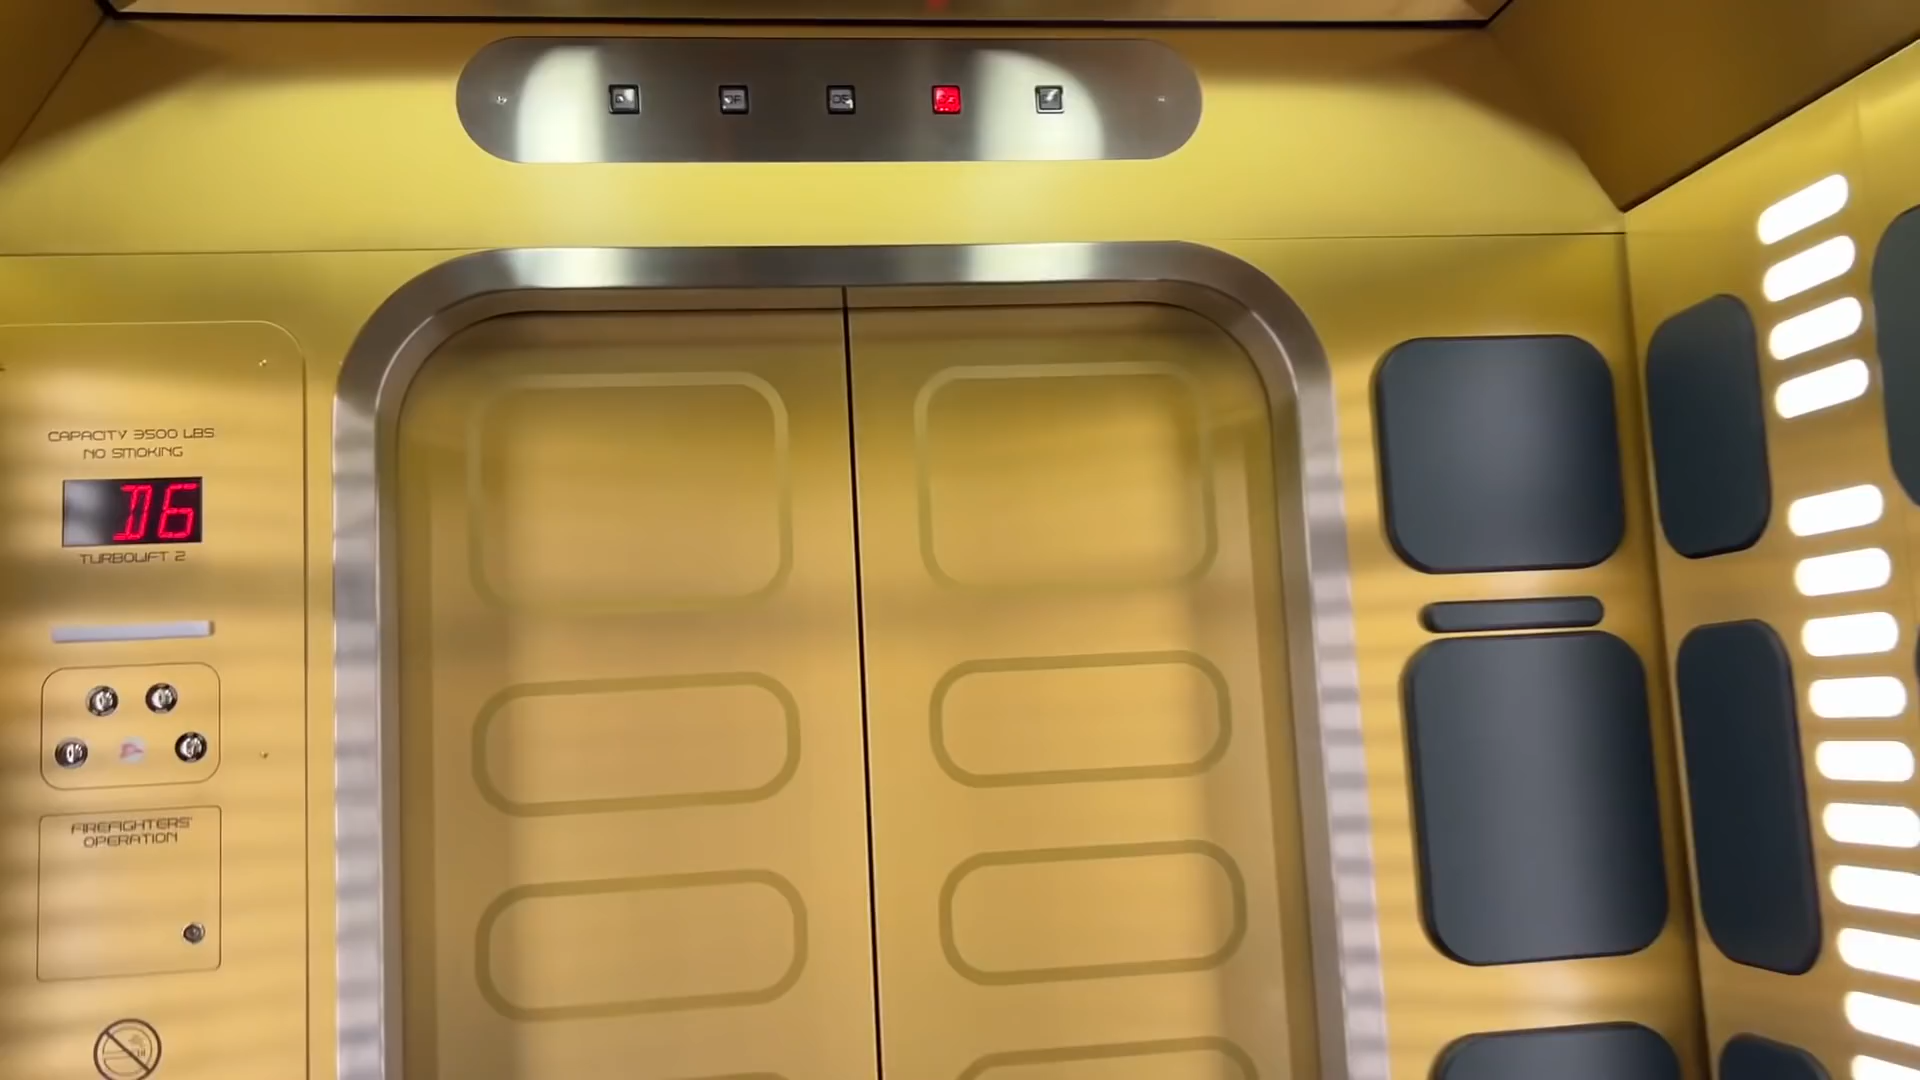 CAPACITY 3500 LBS
NO SMOKING
D6
TURBOLIFT 2
FIREFIGHTERS'
OPERATION